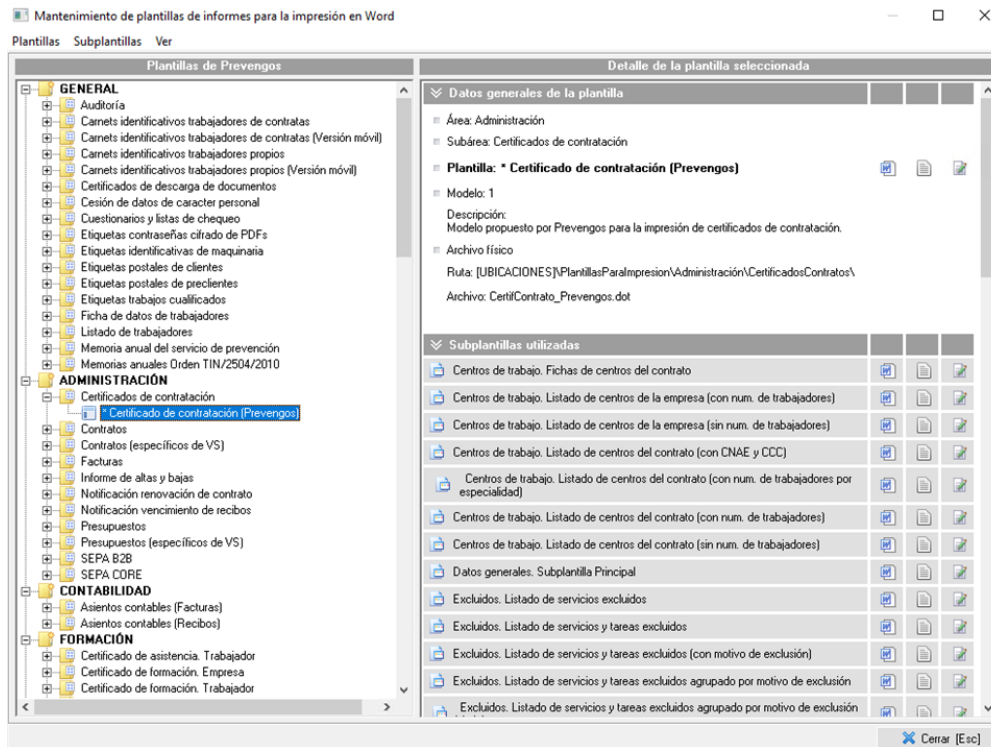 Mantenimiento de plantillas de informes para la impresión en Word
Plantillas Subplantillas Ver
Plantillas de Prevengos
GENERAL
Auditoría
Carnets identificativos trabajadores de contratas
Carnets identificativos trabajadores de contratas (Versión móvil)
Carnets identificativos trabajadores propios
Carnets identificativos trabajadores propios (Versión móvil)
Certificados de descarga de documentos
Cesión de datos de caracter personal
Cuestionarios y listas de chequeo
Etiquetas contraseñas cifrado de PDFs
Etiquetas identificativas de maquinaria
Etiquetas postales de clientes
Etiquetas postales de preclientes
Etiquetas trabajos cualificados
Ficha de datos de trabajadores
Listado de trabajadores
Memoria anual del servicio de prevención
Memorias anuales Orden TIN/2504/2010
ADMINISTRACIÓN
Certificados de contratación
* Certificado de contratación (Prevengos)
Contratos
Contratos (específicos de VS)
Facturas
Informe de altas y bajas
Notificación renovación de contrato
Notificación vencimiento de recibos
Presupuestos
Presupuestos (específicos de VS)
SEPA B2B
SEPA CORE
CONTABILIDAD
Asientos contables (Facturas)
Asientos contables (Recibos)
FORMACIÓN
Certificado de asistencia. Trabajador
Certificado de formación. Empresa
Certificado de formación. Trabajador
Detalle de la plantilla seleccionada
Datos generales de la plantilla
Área: Administración
Subárea: Certificados de contratación
Plantilla: * Certificado de contratación (Prevengos)
Modelo: 1
Descripción:
Modelo propuesto por Prevengos para la impresión de certificados de contratación.
Archivo físico
Ruta: [UBICACIONES]\PlantillasParaImpresion\Administración\CertificadosContratos\
Archivo: CertifContrato_Prevengos.dot
Subplantillas utilizadas
Centros de trabajo. Fichas de centros del contrato
Centros de trabajo. Listado de centros de la empresa (con num. de trabajadores)
Centros de trabajo. Listado de centros de la empresa (sin num. de trabajadores)
Centros de trabajo. Listado de centros del contrato (con CNAE y CCC)
Centros de trabajo. Listado de centros del contrato (con num. de trabajadores por
especialidad)
Centros de trabajo. Listado de centros del contrato (con num. de trabajadores)
Centros de trabajo. Listado de centros del contrato (sin num. de trabajadores)
Datos generales. Subplantilla Principal
Excluidos. Listado de servicios excluidos
Excluidos. Listado de servicios y tareas excluidos
Excluidos. Listado de servicios y tareas excluidos (con motivo de exclusión)
Excluidos. Listado de servicios y tareas excluidos agrupado por motivo de exclusión
Excluidos. Listado de servicios y tareas excluidos agrupado por motivo de exclusión
Cerrar [Esc]